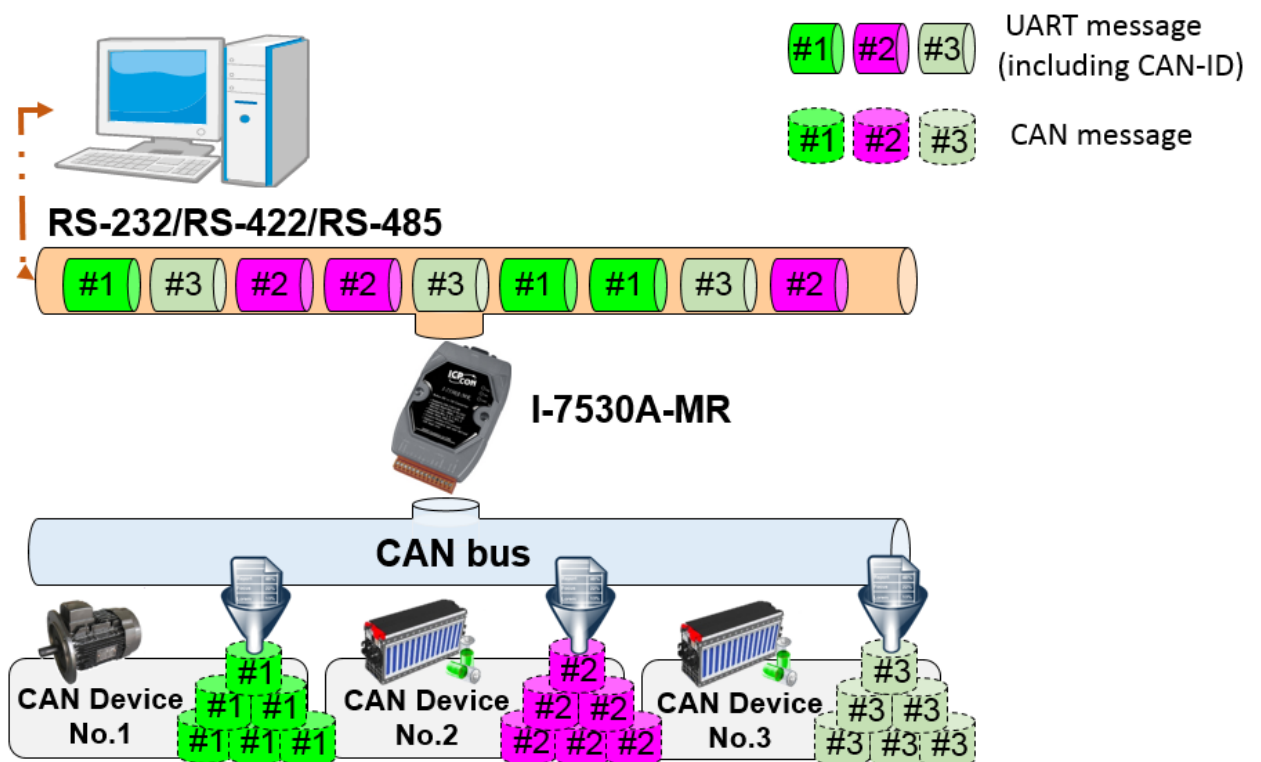 #1 #2 #3 UART message
(including CAN-ID)
#1 #2 #3 CAN message
RS-232/RS-422/RS-485
#1 #3 #2 #2 #3 #1 #1 #3 #2
ICP
con
I-7530A-MR
CAN bus
#1 #2 #3
CAN Device #1 #1 CAN Device #2 #2 CAN Device #3 #3
No.1 #1 #1 #1 No.2 #2 #2 #2 No.3 #3 #3 #3